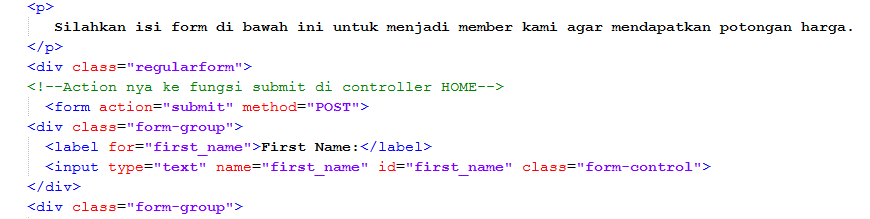 <p>
Silahkan isi form di bawah ini untuk menjadi member kami agar mendapatkan potongan harga.
</p>
<div class="regularform">
<!--Action nya ke fungsi submit di controller HOME-->
<form action="submit" method="POST">
<div class="form-group">
<label for="first_name">First Name:</label>
<input type="text" name="first_name" id="first_name" class="form-control">
</div>
<div class="form-group">